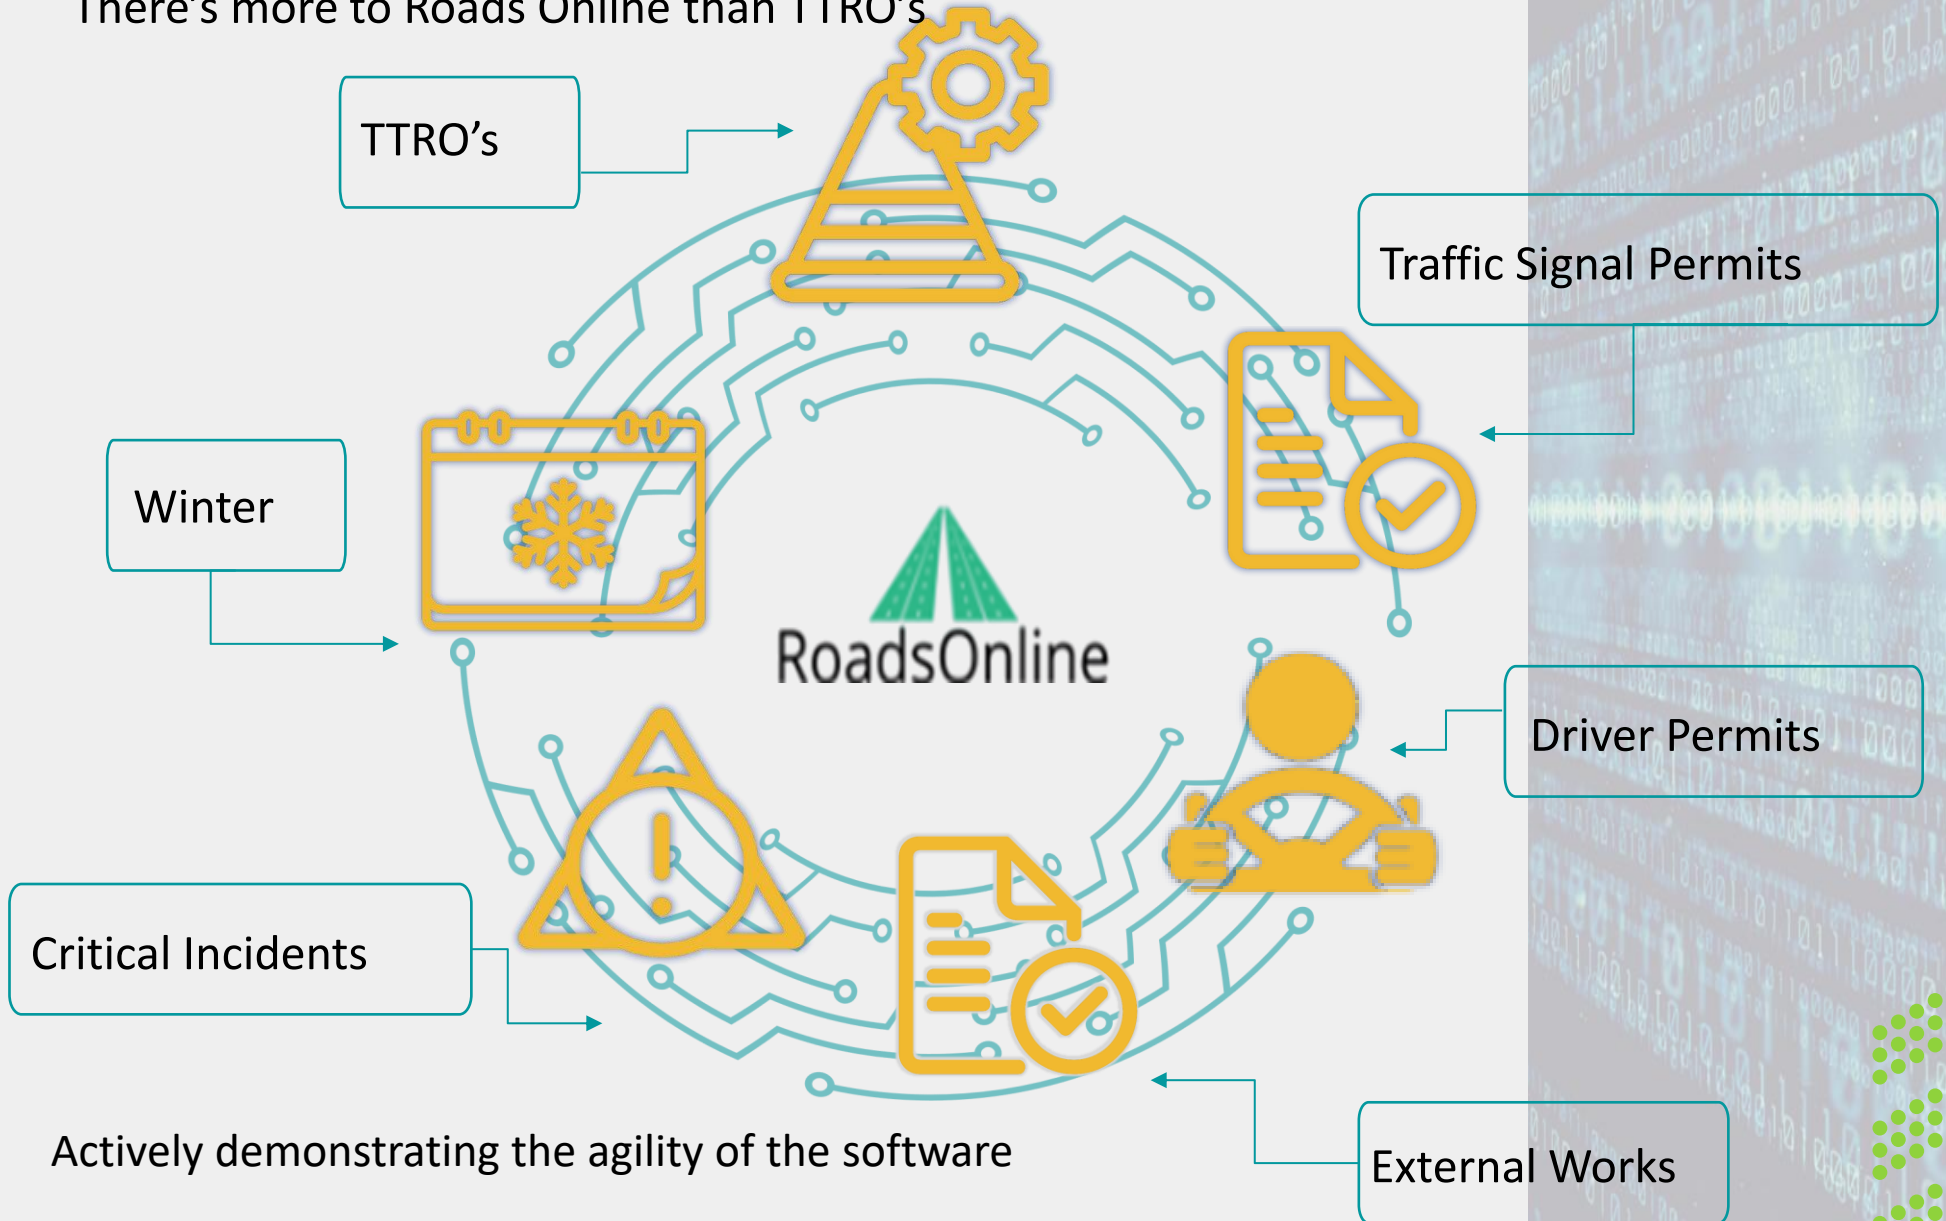 There's more to Roads Online than TTRO's
TTRO’s
Traffic Signal Permits
Winter
RoadsOnline
Driver Permits
Critical Incidents
Actively demonstrating the agility of the software
External Works